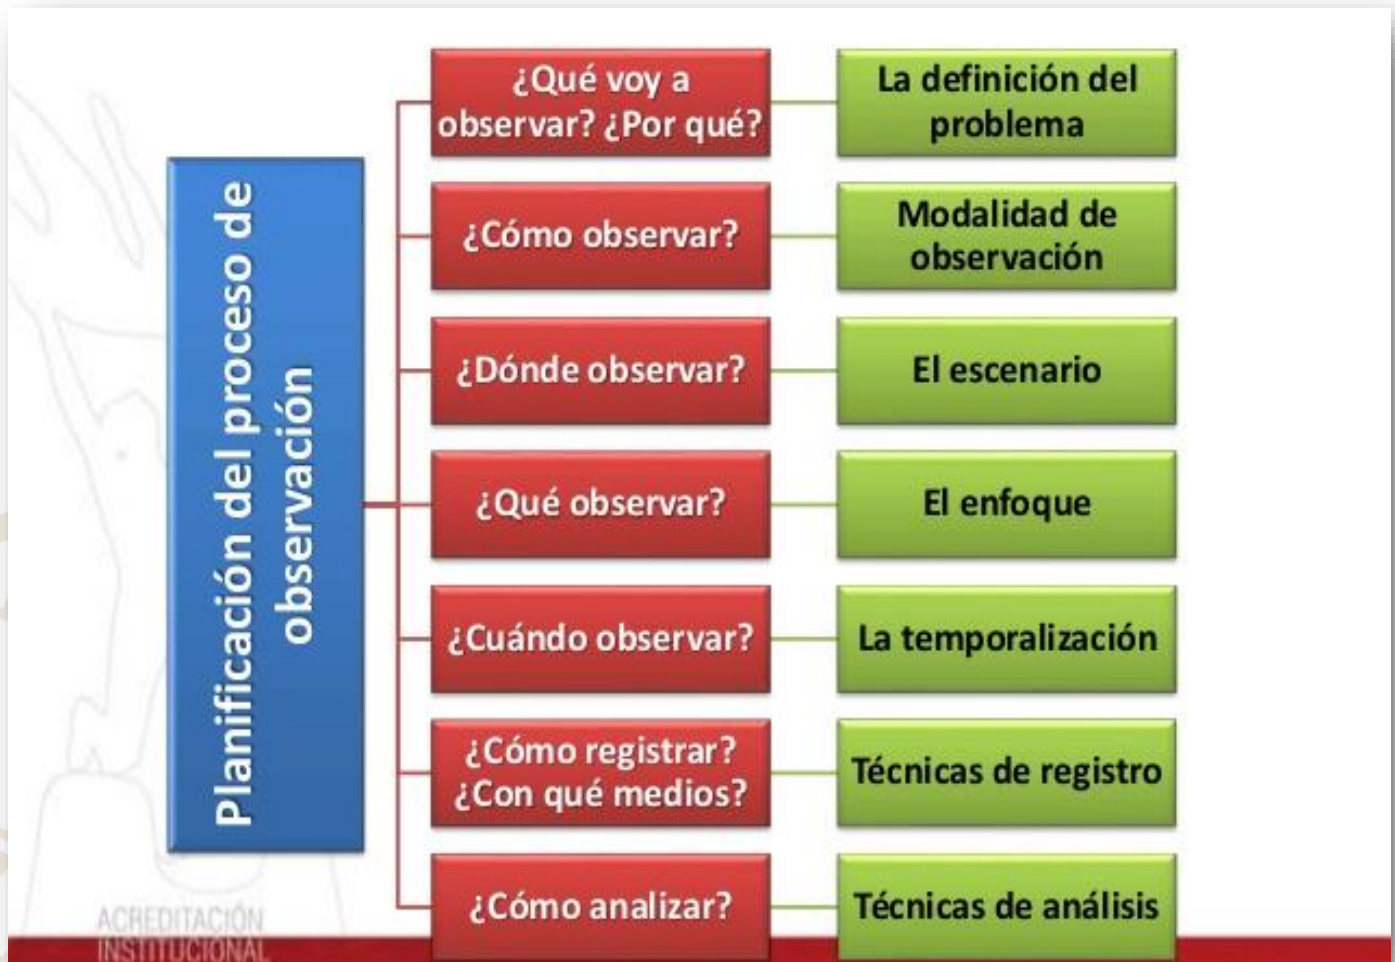 Planificación del proceso de
observación
¿Qué voy a
observar? ¿Por qué?
La definición del
problema
¿Cómo observar?
Modalidad de
observación
¿Dónde observar?
El escenario
¿Qué observar?
El enfoque
¿Cuándo observar?
La temporalización
¿Cómo registrar?
¿Con qué medios?
Técnicas de registro
¿Cómo analizar?
Técnicas de análisis
ACREDITACIÓN
INSTITUCIONAL